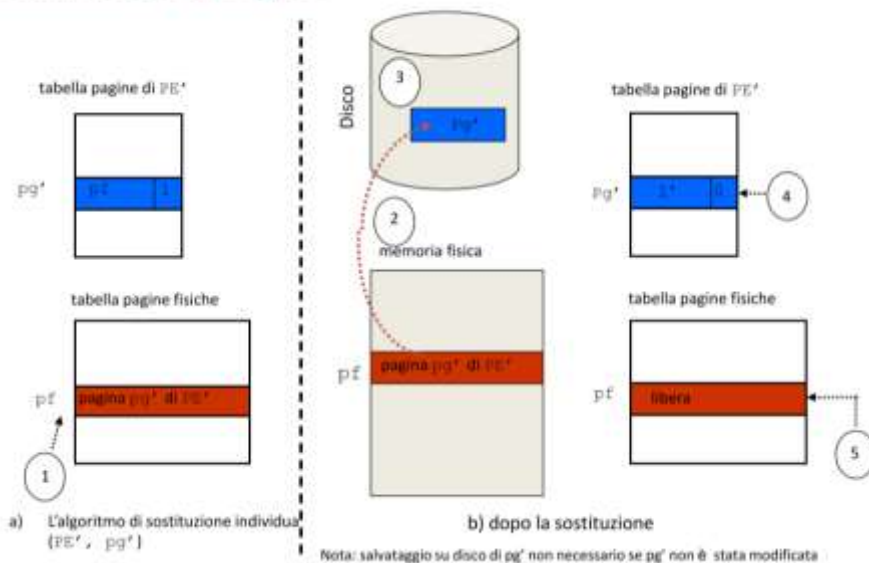 tabella pagine di PE'
pg'
pf 1
tabella pagine fisiche
pf
pagina pg' di PE'
1
a) L'algoritmo di sostituzione individua
(PE', pg')
Disco
3
Pg'
2
memoria fisica
pf
pagina pg' di PE'
tabella pagine di PE'
Pg'
0
4
tabella pagine fisiche
pf
libera
5
b) dopo la sostituzione
Nota: salvataggio su disco di pg' non necessario se pg' non è stata modificata